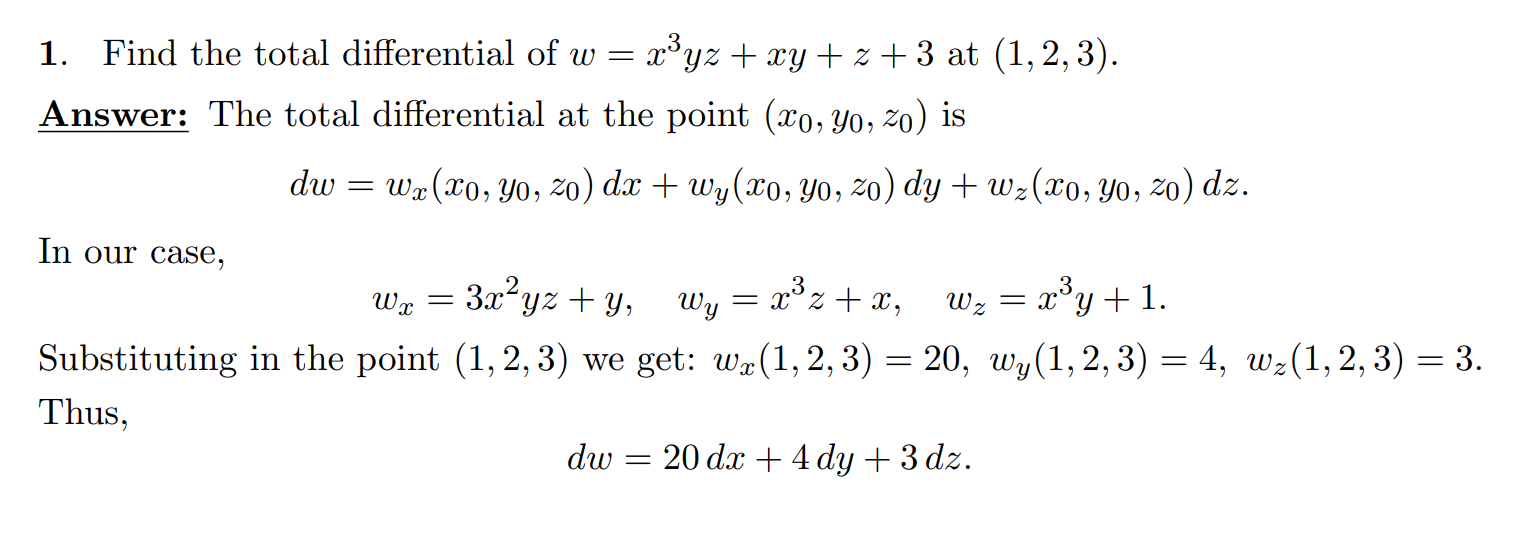 1. Find the total differential of w = x³yz + xy + z + 3 at (1, 2, 3).
Answer: The total differential at the point (x₀, y₀, z₀) is
dw = wₓ(x₀, y₀, z₀) dx + w_y(x₀, y₀, z₀) dy + w_z(x₀, y₀, z₀) dz.
In our case,
wₓ = 3x²yz + y, w_y = x³z + x, w_z = x³y + 1.
Substituting in the point (1, 2, 3) we get: wₓ(1, 2, 3) = 20, w_y(1, 2, 3) = 4, w_z(1, 2, 3) = 3.
Thus,
dw = 20 dx + 4 dy + 3 dz.